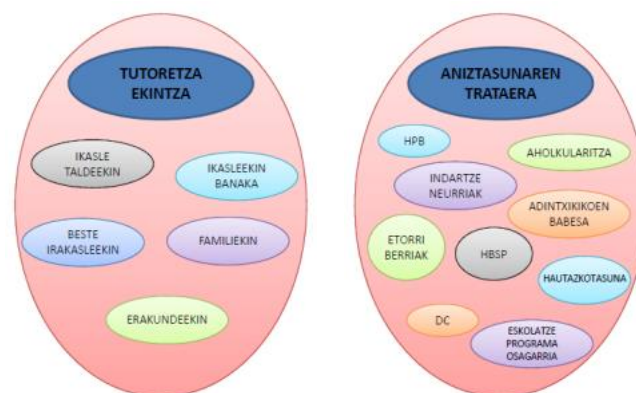 TUTORETZA
EKINTZA
IKASLE
TALDEEKIN
IKASLEEKIN
BANAKA
BESTE
IRAKASLEEKIN
FAMILIEKIN
ERAKUNDEEKIN
ANIZTASUNAREN
TRATAERA
HPB
AHOLKULARITZA
INDARTZE
NEURRIAK
ADINTXIKIKOEN
BABESA
ETORRI
BERRIAK
HBSP
HAUTAZKOTASUNA
DC
ESKOLATZE
PROGRAMA
OSAGARRIA